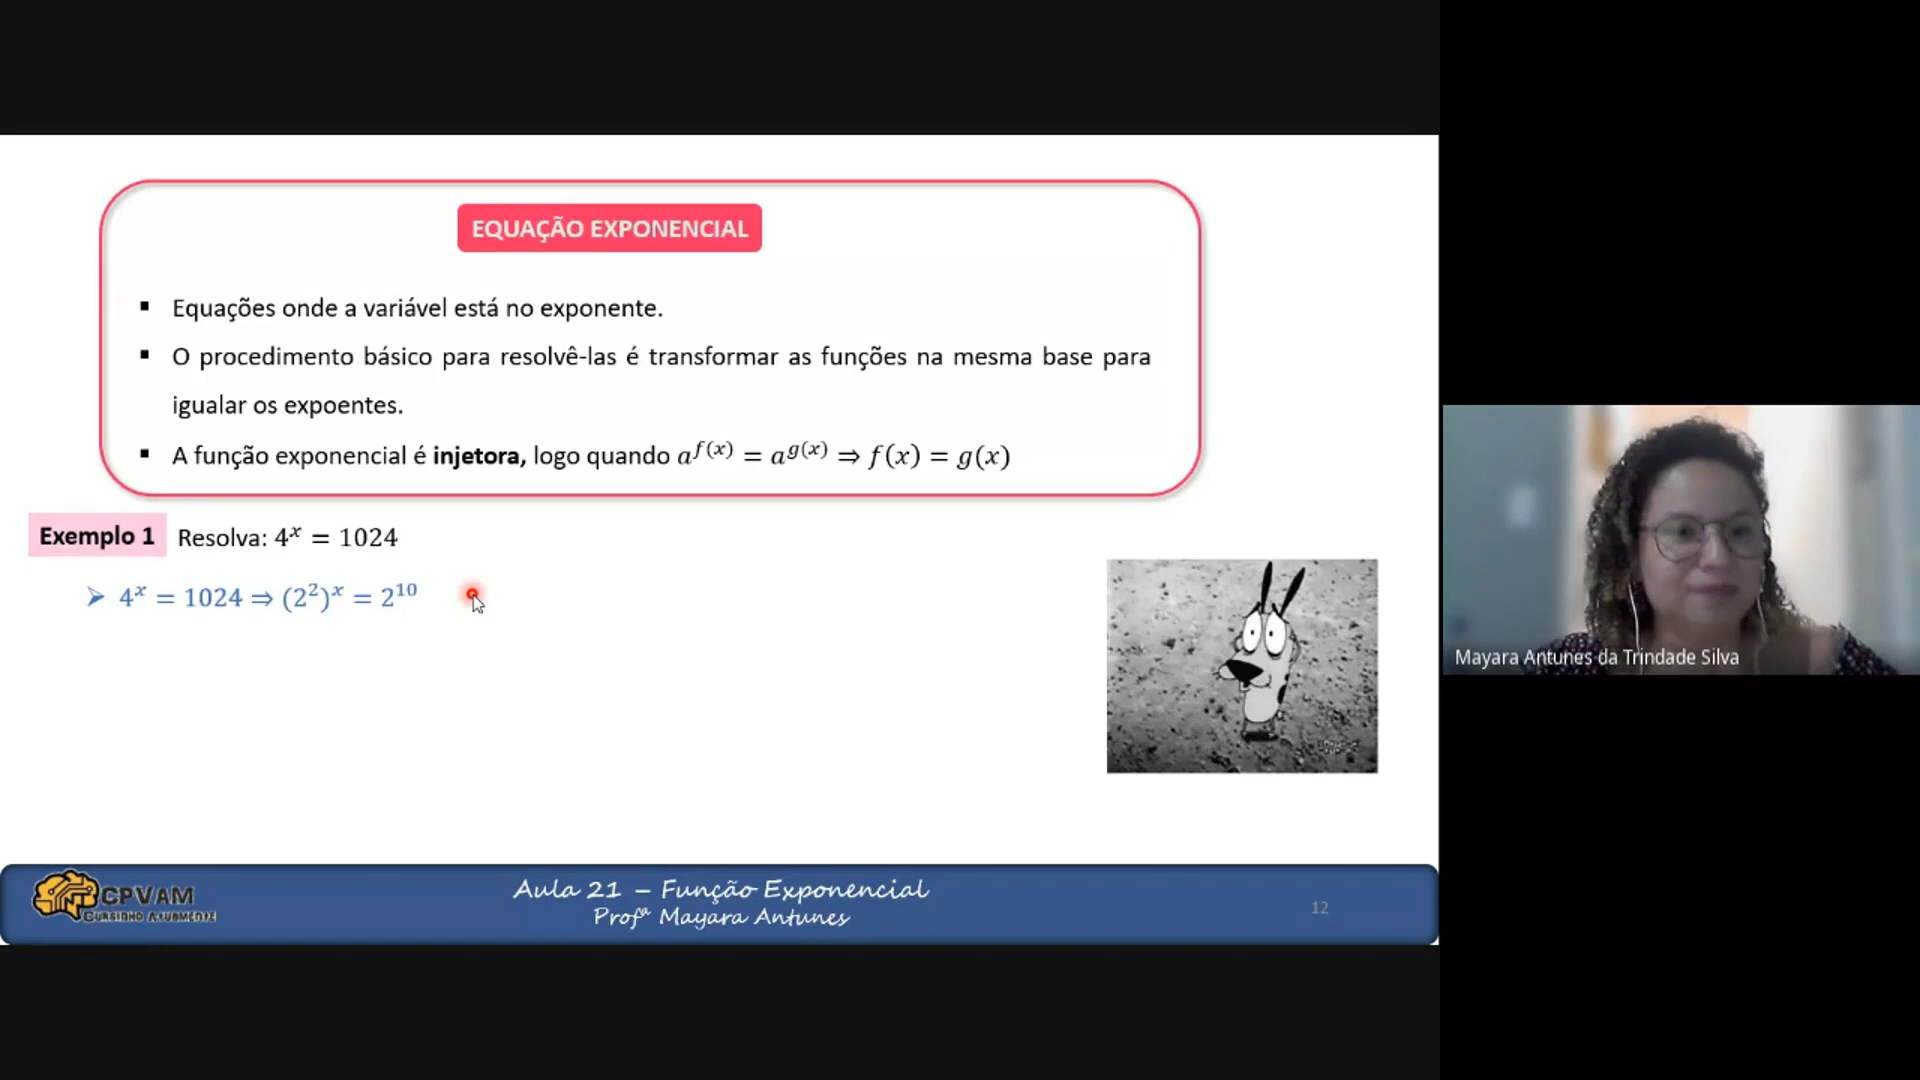 EQUAÇÃO EXPONENCIAL
▪ Equações onde a variável está no exponente.
▪ O procedimento básico para resolvê-las é transformar as funções na mesma base para
igualar os expoentes.
▪ A função exponencial é injetora, logo quando a^{f(x)} = a^{g(x)} ⇒ f(x) = g(x)
Exemplo 1 Resolva: 4^x = 1024
➢ 4^x = 1024 ⇒ (2^2)^x = 2^{10}
Mayara Antunes da Trindade Silva
CPVAM
CURSINHO
Aula 21 – Função Exponencial
Profª Mayara Antunes
12